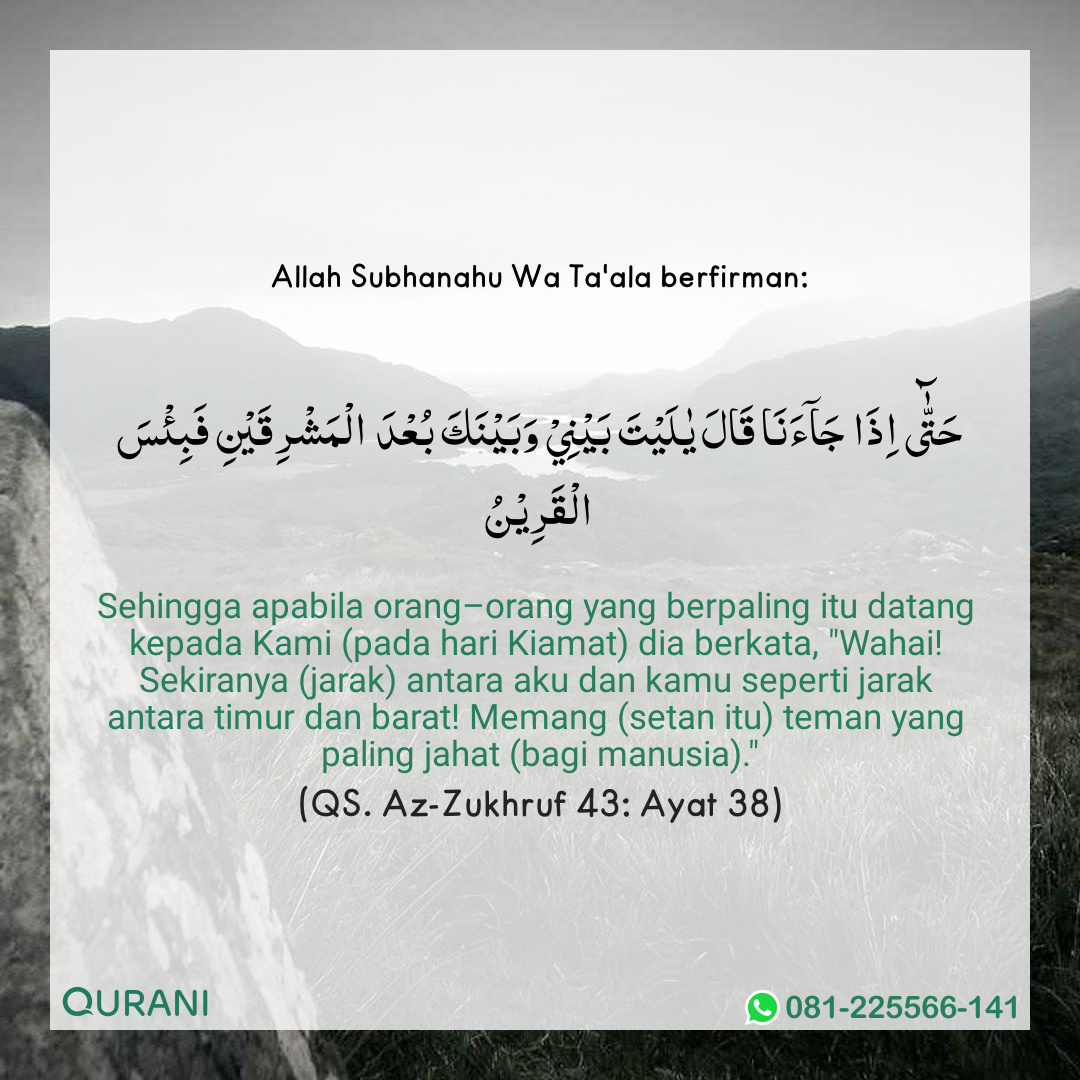 Allah Subhanahu Wa Ta'ala berfirman:
حَتّٰۤى اِذَا جَآءَنَا قَالَ يٰلَيْتَ بَيْنِيْ وَبَيْنَكَ بُعْدَ الْمَشْرِقَيْنِ فَبِئْسَ
الْقَرِيْنُ
Sehingga apabila orang–orang yang berpaling itu datang
kepada Kami (pada hari Kiamat) dia berkata, "Wahai!
Sekiranya (jarak) antara aku dan kamu seperti jarak
antara timur dan barat! Memang (setan itu) teman yang
paling jahat (bagi manusia)."
(QS. Az-Zukhruf 43: Ayat 38)
QURANI
081-225566-141